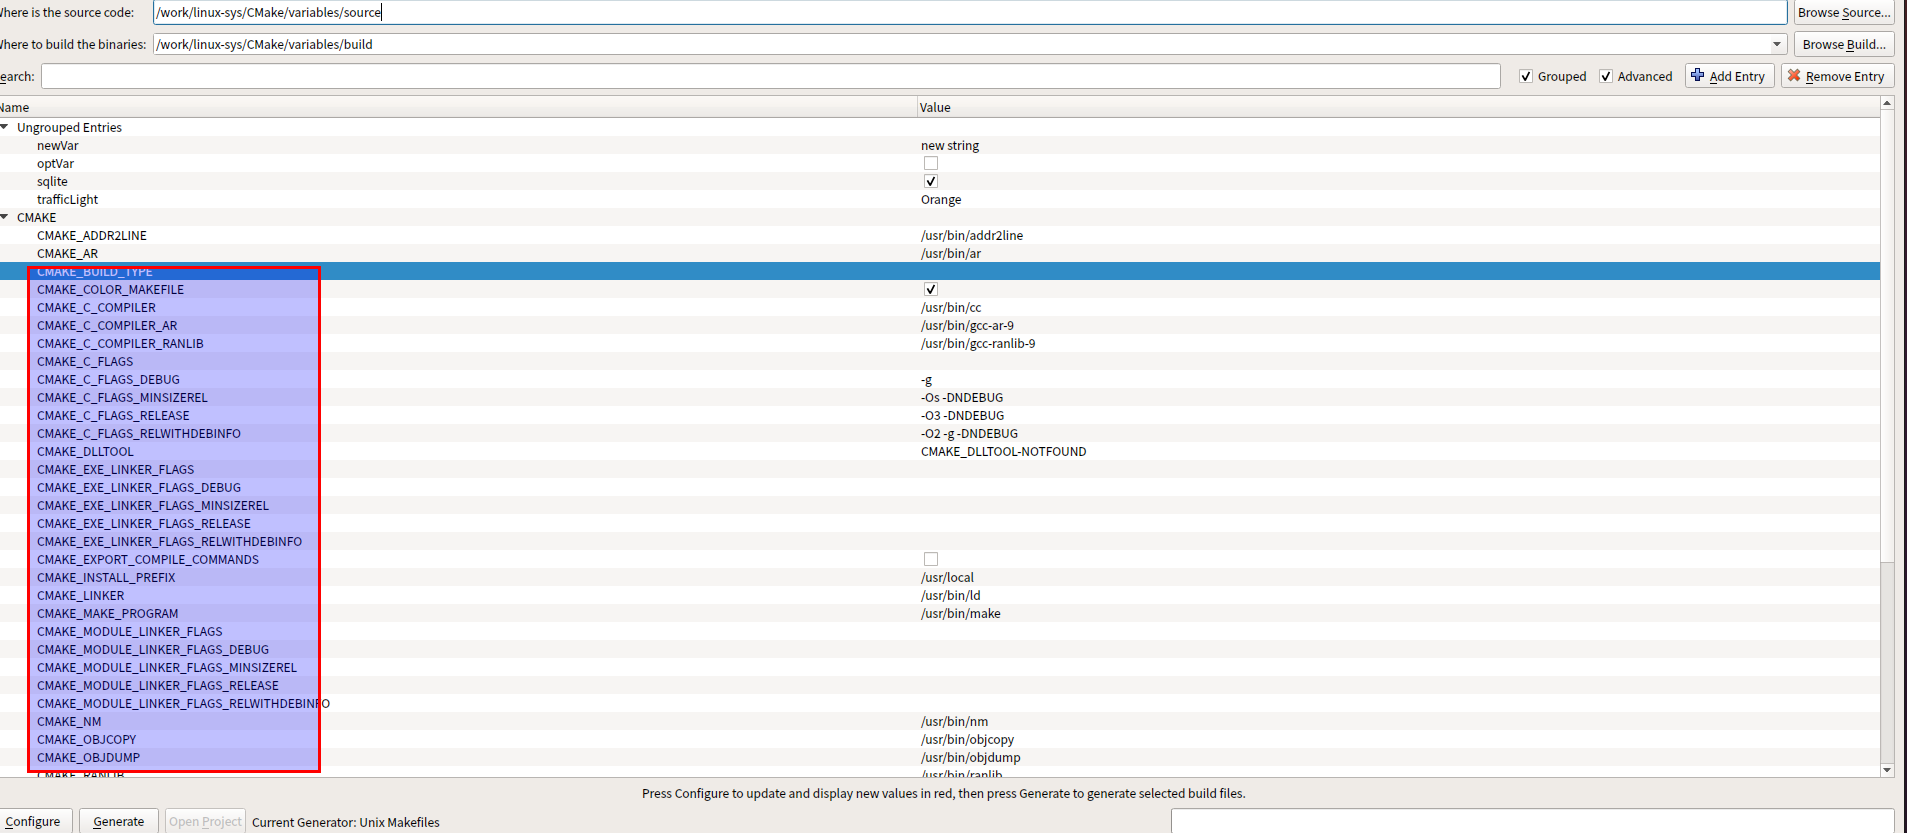 Where is the source code: /work/linux-sys/CMake/variables/source Browse Source...
Where to build the binaries: /work/linux-sys/CMake/variables/build Browse Build...
earch: Grouped Advanced Add Entry Remove Entry
Name Value
Ungrouped Entries
newVar new string
optVar
sqlite
trafficLight Orange
CMAKE
CMAKE_ADDR2LINE /usr/bin/addr2line
CMAKE_AR /usr/bin/ar
CMAKE_BUILD_TYPE
CMAKE_COLOR_MAKEFILE
CMAKE_C_COMPILER /usr/bin/cc
CMAKE_C_COMPILER_AR /usr/bin/gcc-ar-9
CMAKE_C_COMPILER_RANLIB /usr/bin/gcc-ranlib-9
CMAKE_C_FLAGS
CMAKE_C_FLAGS_DEBUG -g
CMAKE_C_FLAGS_MINSIZEREL -Os -DNDEBUG
CMAKE_C_FLAGS_RELEASE -O3 -DNDEBUG
CMAKE_C_FLAGS_RELWITHDEBINFO -O2 -g -DNDEBUG
CMAKE_DLLTOOL CMAKE_DLLTOOL-NOTFOUND
CMAKE_EXE_LINKER_FLAGS
CMAKE_EXE_LINKER_FLAGS_DEBUG
CMAKE_EXE_LINKER_FLAGS_MINSIZEREL
CMAKE_EXE_LINKER_FLAGS_RELEASE
CMAKE_EXE_LINKER_FLAGS_RELWITHDEBINFO
CMAKE_EXPORT_COMPILE_COMMANDS
CMAKE_INSTALL_PREFIX /usr/local
CMAKE_LINKER /usr/bin/ld
CMAKE_MAKE_PROGRAM /usr/bin/make
CMAKE_MODULE_LINKER_FLAGS
CMAKE_MODULE_LINKER_FLAGS_DEBUG
CMAKE_MODULE_LINKER_FLAGS_MINSIZEREL
CMAKE_MODULE_LINKER_FLAGS_RELEASE
CMAKE_MODULE_LINKER_FLAGS_RELWITHDEBINFO
CMAKE_NM /usr/bin/nm
CMAKE_OBJCOPY /usr/bin/objcopy
CMAKE_OBJDUMP /usr/bin/objdump
CMAKE_RANLIB /usr/bin/ranlib
Press Configure to update and display new values in red, then press Generate to generate selected build files.
Configure Generate Open Project Current Generator: Unix Makefiles